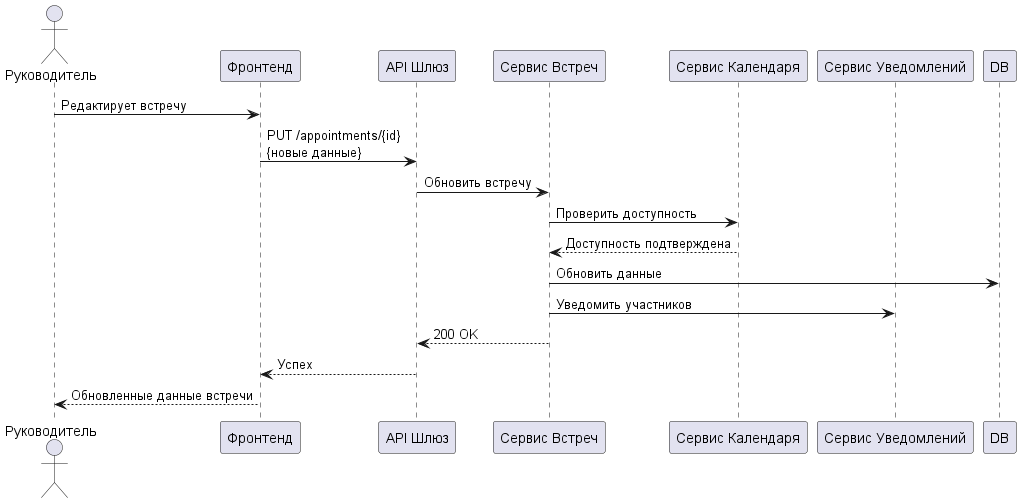 Руководитель
Фронтенд
API Шлюз
Сервис Встреч
Сервис Календаря
Сервис Уведомлений
DB
Редактирует встречу
PUT /appointments/{id}
{новые данные}
Обновить встречу
Проверить доступность
Доступность подтверждена
Обновить данные
Уведомить участников
200 OK
Успех
Обновленные данные встречи
Руководитель
Фронтенд
API Шлюз
Сервис Встреч
Сервис Календаря
Сервис Уведомлений
DB